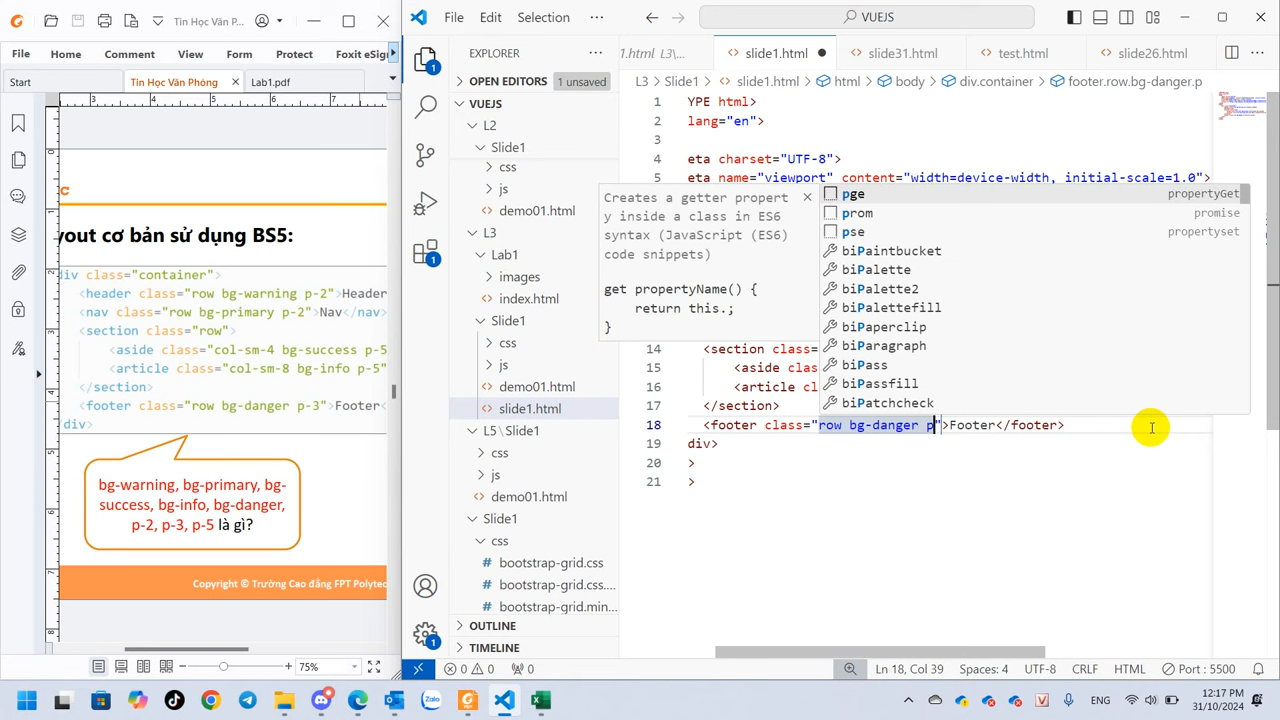 Tin Học Văn ...
File Home Comment View Form Protect Foxit eSign
Start Tin Học Văn Phòng Lab1.pdf
3 4 5 6
yout cơ bản sử dụng BS5:
div class="container">
<header class="row bg-warning p-2">Header
<nav class="row bg-primary p-2">Nav</nav>
<section class="row">
<aside class="col-sm-4 bg-success p-5
<article class="col-sm-8 bg-info p-5"
</section>
<footer class="row bg-danger p-3">Footer<
div>
bg-warning, bg-primary, bg-
success, bg-info, bg-danger,
p-2, p-3, p-5 là gì?
Copyright © Trường Cao đẳng FPT Polytec
75%
File Edit Selection ... VUEJS
EXPLORER
OPEN EDITORS 1 unsaved
VUEJS
L2
Slide1
css
js
demo01.html
L3
Lab1
images
index.html
Slide1
css
js
demo01.html
slide1.html
L5\Slide1
css
js
demo01.html
Slide1
css
bootstrap-grid.css
bootstrap-grid.css....
bootstrap-grid.min...
OUTLINE
TIMELINE
1.html L3\... slide1.html slide31.html test.html slide26.html
L3 > Slide1 > slide1.html > html > body > div.container > footer.row.bg-danger.p
1 YPE html>
2 lang="en">
3
4 eta charset="UTF-8">
5 eta name="viewport" content="width=device-width, initial-scale=1.0">
14 <section class=
15 <aside clas
16 <article cl
17 </section>
18 <footer class="row bg-danger p">Footer</footer>
19 div>
20 >
21 >
Creates a getter propert
y inside a class in ES6
syntax (JavaScript (ES6)
code snippets)
get propertyName() {
return this.;
}
pge propertyGet
prom promise
pse propertyset
biPaintbucket
biPalette
biPalette2
biPalettefill
biPaperclip
biParagraph
biPass
biPassfill
biPatchcheck
0 0 0 Ln 18, Col 39 Spaces: 4 UTF-8 CRLF HTML Port : 5500
ENG 12:17 PM
31/10/2024